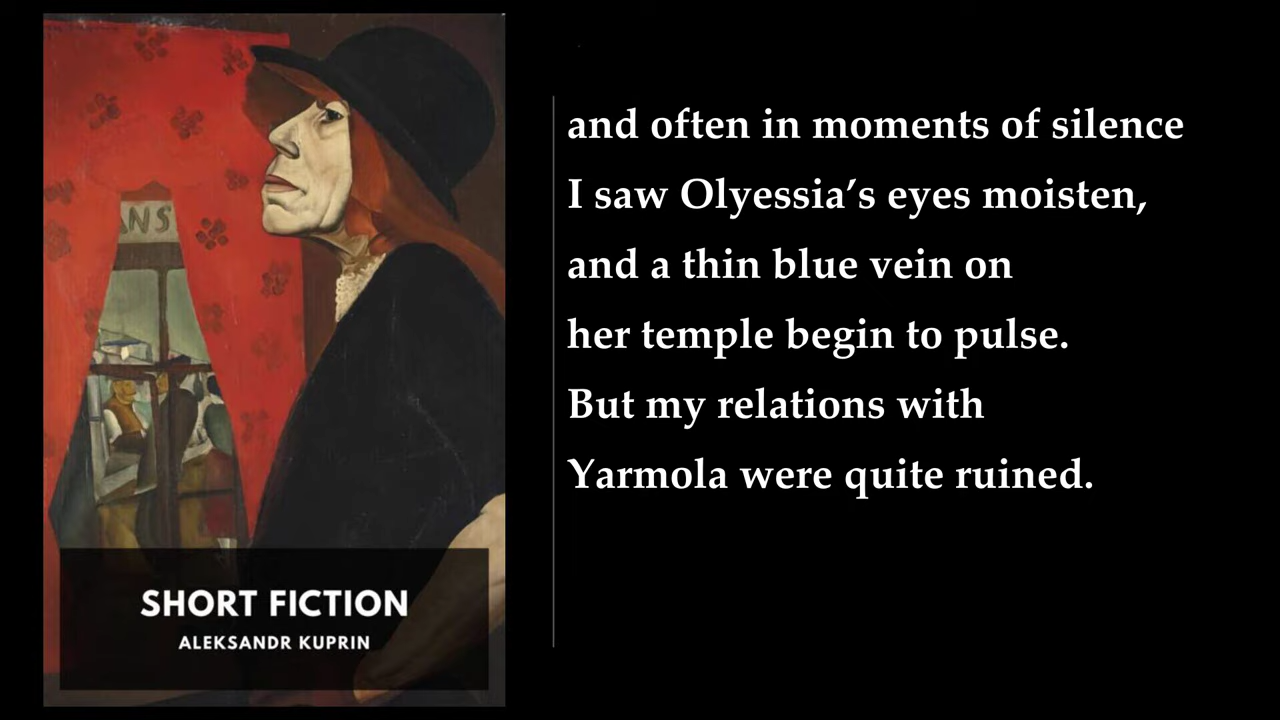 ANS
SHORT FICTION
ALEKSANDR KUPRIN
and often in moments of silence
I saw Olyessia’s eyes moisten,
and a thin blue vein on
her temple begin to pulse.
But my relations with
Yarmola were quite ruined.